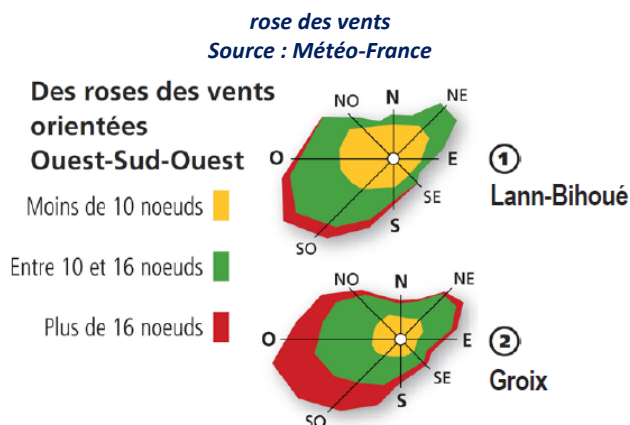 rose des vents
Source : Météo-France
Des roses des vents
orientées
Ouest-Sud-Ouest
Moins de 10 noeuds
Entre 10 et 16 noeuds
Plus de 16 noeuds
NO N NE
O E
SO S SE
1
Lann-Bihoué
NO N NE
O E
SO S SE
2
Groix